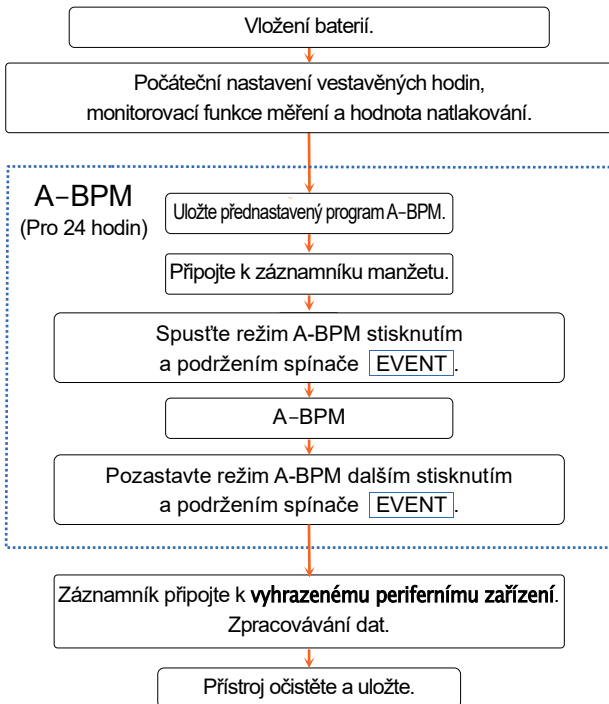 Vložení baterií.
Počáteční nastavení vestavěných hodin,
monitorovací funkce měření a hodnota natlakování.
A–BPM
(Pro 24 hodin)
Uložte přednastavený program A–BPM.
Připojte k záznamníku manžetu.
Spusťte režim A-BPM stisknutím
a podržením spínače EVENT.
A–BPM
Pozastavte režim A-BPM dalším stisknutím
a podržením spínače EVENT.
Záznamník připojte k vyhrazenému perifernímu zařízení.
Zpracovávání dat.
Přístroj očistěte a uložte.